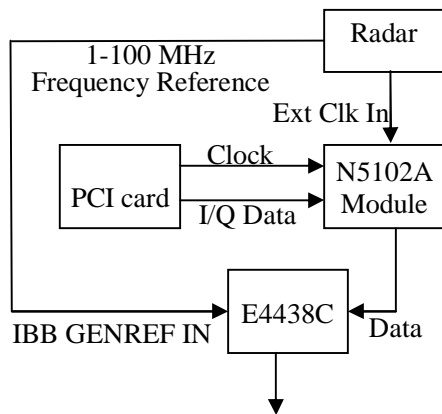 Radar
1-100 MHz
Frequency Reference
Ext Clk In
Clock
PCI card
I/Q Data
N5102A
Module
E4438C
IBB GENREF IN
Data